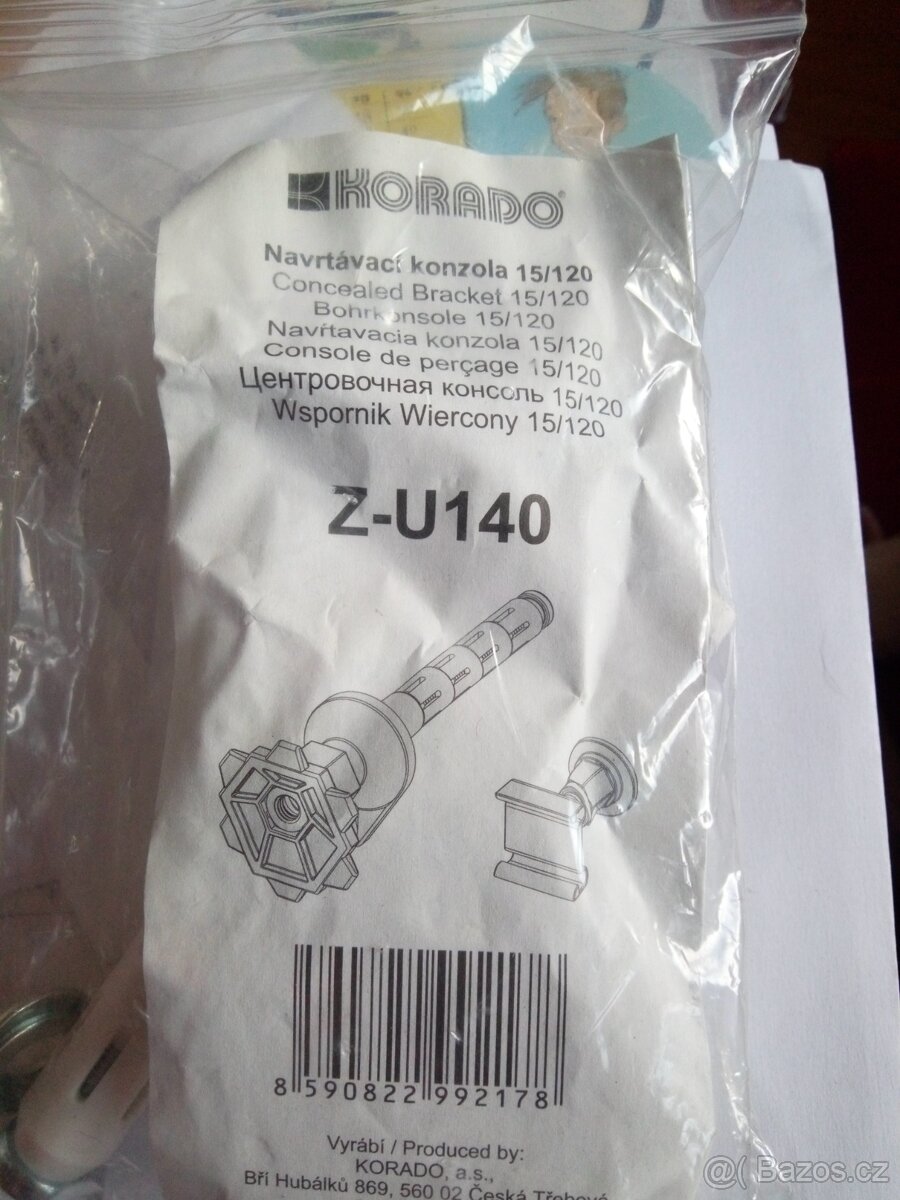 KORADO®
Navrtávací konzola 15/120
Concealed Bracket 15/120
Bohrkonsole 15/120
Navŕtavacia konzola 15/120
Console de perçage 15/120
Центровочная консоль 15/120
Wspornik Wiercony 15/120
Z-U140
8 590822 992178
Vyrábí / Produced by:
KORADO, a.s.,
Bří Hubálků 869, 560 02 Česká Třebová
@( Bazos.cz